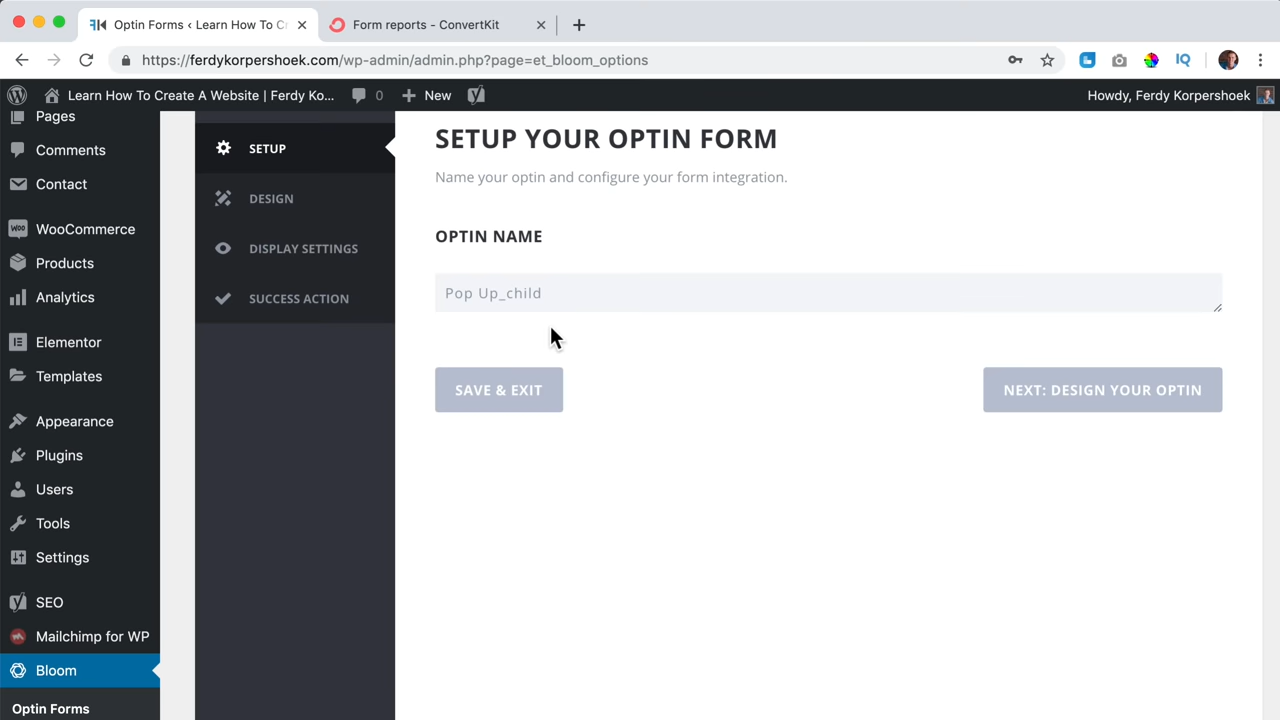 Optin Forms ‹ Learn How To C
Form reports - ConvertKit
https://ferdykorpershoek.com/wp-admin/admin.php?page=et_bloom_options
IQ
Learn How To Create A Website | Ferdy Ko...
0
New
Howdy, Ferdy Korpershoek
Pages
Comments
Contact
WooCommerce
Products
Analytics
Elementor
Templates
Appearance
Plugins
Users
Tools
Settings
SEO
Mailchimp for WP
Bloom
Optin Forms
SETUP
DESIGN
DISPLAY SETTINGS
SUCCESS ACTION
SETUP YOUR OPTIN FORM
Name your optin and configure your form integration.
OPTIN NAME
Pop Up_child
SAVE & EXIT
NEXT: DESIGN YOUR OPTIN